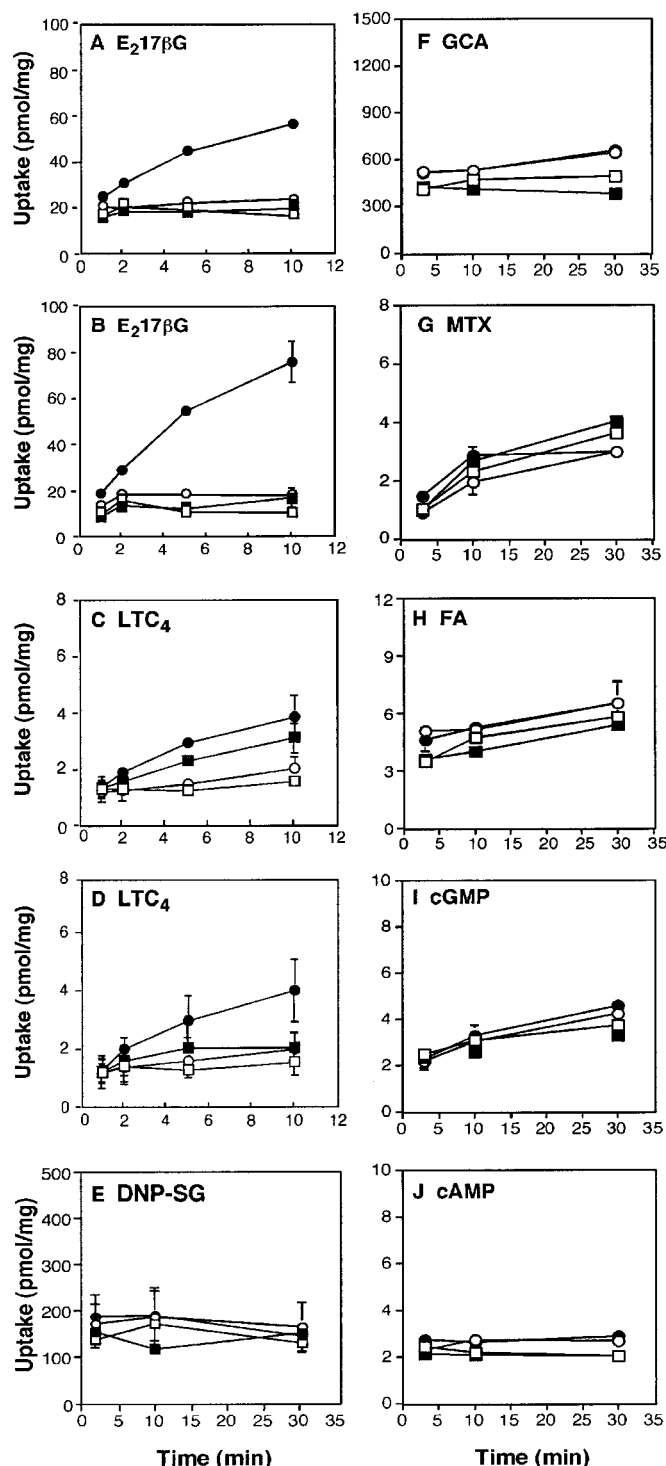 A E₂17βG
Uptake (pmol/mg)
100
80
60
40
20
0
0 2 4 6 8 10 12
B E₂17βG
Uptake (pmol/mg)
100
80
60
40
20
0
0 2 4 6 8 10 12
C LTC₄
Uptake (pmol/mg)
8
6
4
2
0
0 2 4 6 8 10 12
D LTC₄
Uptake (pmol/mg)
8
6
4
2
0
0 2 4 6 8 10 12
E DNP-SG
Uptake (pmol/mg)
500
400
300
200
100
0 5 10 15 20 25 30 35
Time (min)
F GCA
1500
1200
900
600
300
0
0 5 10 15 20 25 30 35
G MTX
8
6
4
2
0
0 5 10 15 20 25 30 35
H FA
12
9
6
3
0
0 5 10 15 20 25 30 35
I cGMP
10
8
6
4
2
0
0 5 10 15 20 25 30 35
J cAMP
10
8
6
4
2
0
0 5 10 15 20 25 30 35
Time (min)